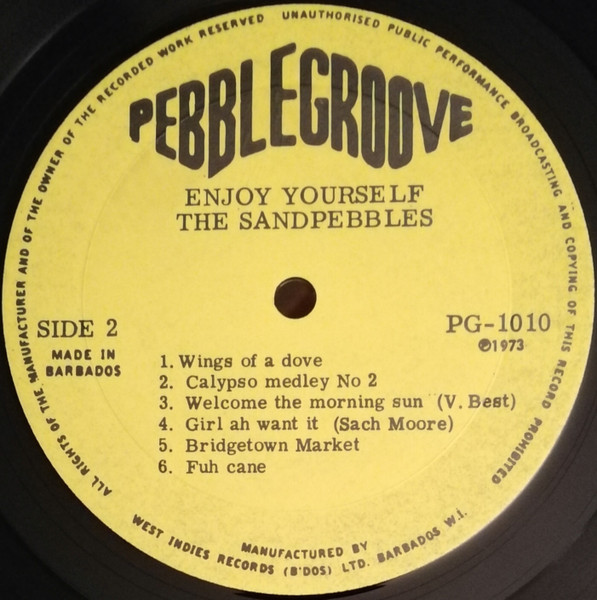 ALL RIGHTS OF THE MANUFACTURER AND OF THE OWNER OF THE RECORDED WORK RESERVED UNAUTHORISED PUBLIC PERFORMANCE BROADCASTING AND COPYING OF THIS RECORD PROHIBITED
PEBBLEGROOVE
ENJOY YOURSELF
THE SANDPEBBLES
SIDE 2
MADE IN
BARBADOS
PG-1010
℗1973
1. Wings of a dove
2. Calypso medley No 2
3. Welcome the morning sun (V. Best)
4. Girl ah want it (Sach Moore)
5. Bridgetown Market
6. Fuh cane
MANUFACTURED BY
WEST INDIES RECORDS (B'DOS) LTD. BARBADOS W.I.